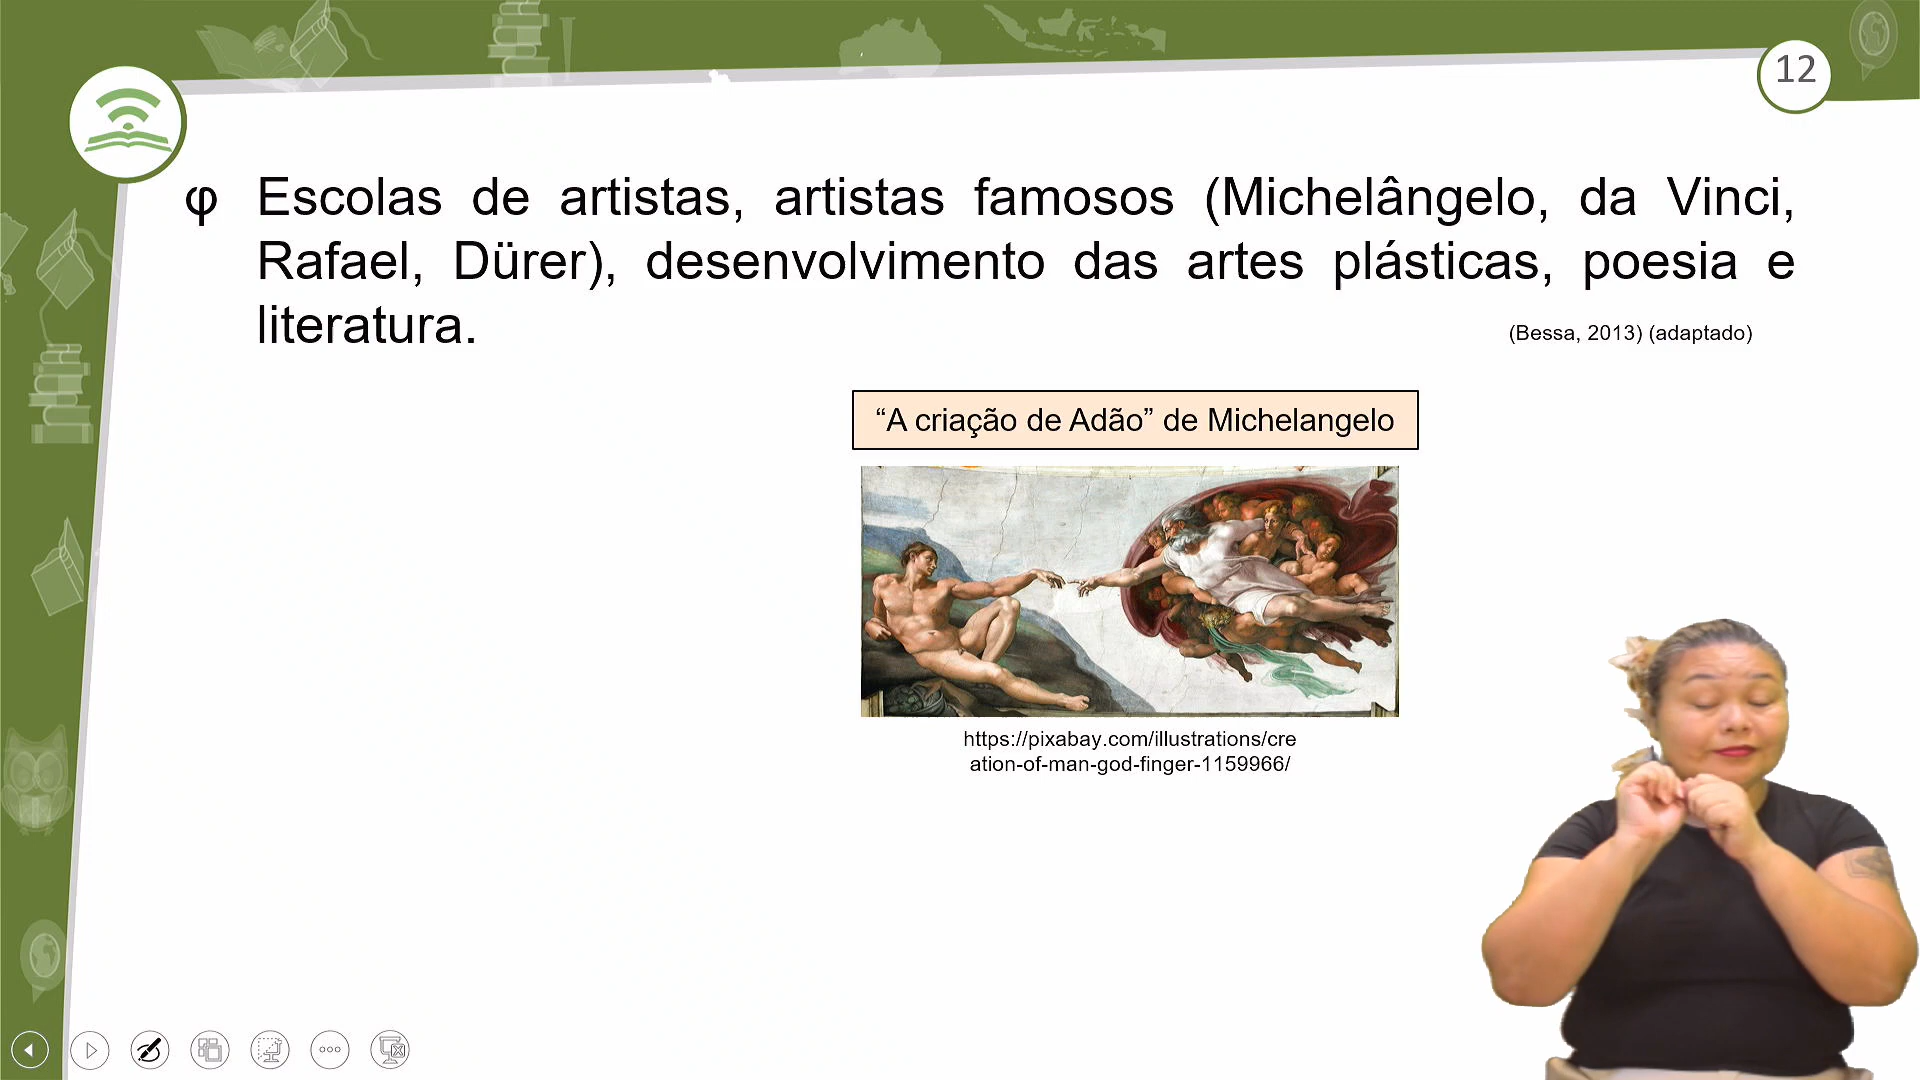 12
φ Escolas de artistas, artistas famosos (Michelângelo, da Vinci,
Rafael, Dürer), desenvolvimento das artes plásticas, poesia e
literatura.
(Bessa, 2013) (adaptado)
“A criação de Adão” de Michelangelo
https://pixabay.com/illustrations/cre
ation-of-man-god-finger-1159966/